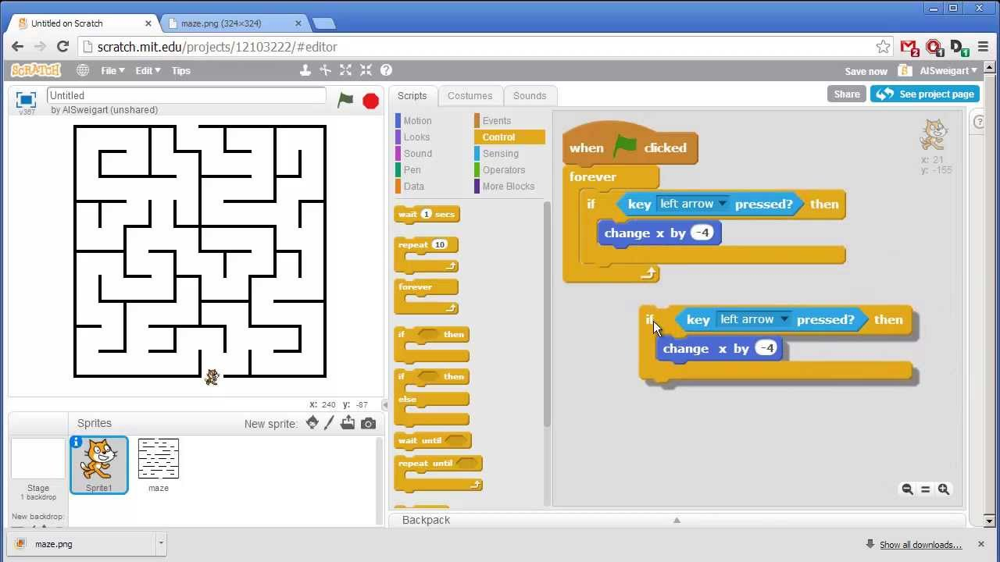 Untitled on Scratch
maze.png (324×324)
scratch.mit.edu/projects/12103222/#editor
2
1
1
SCRATCH
File
Edit
Tips
Save now
AlSweigart
Untitled
by AlSweigart (unshared)
v387
Scripts
Costumes
Sounds
Share
See project page
Motion
Events
Looks
Control
Sound
Sensing
Pen
Operators
Data
More Blocks
wait 1 secs
repeat 10
forever
if then
if then
else
wait until
repeat until
when clicked
forever
if key left arrow pressed? then
change x by -4
if key left arrow pressed? then
change x by -4
x: 21
y: -155
x: 240 y: -87
Sprites
New sprite:
Stage
1 backdrop
New backdrop:
Sprite1
maze
Backpack
maze.png
Show all downloads...